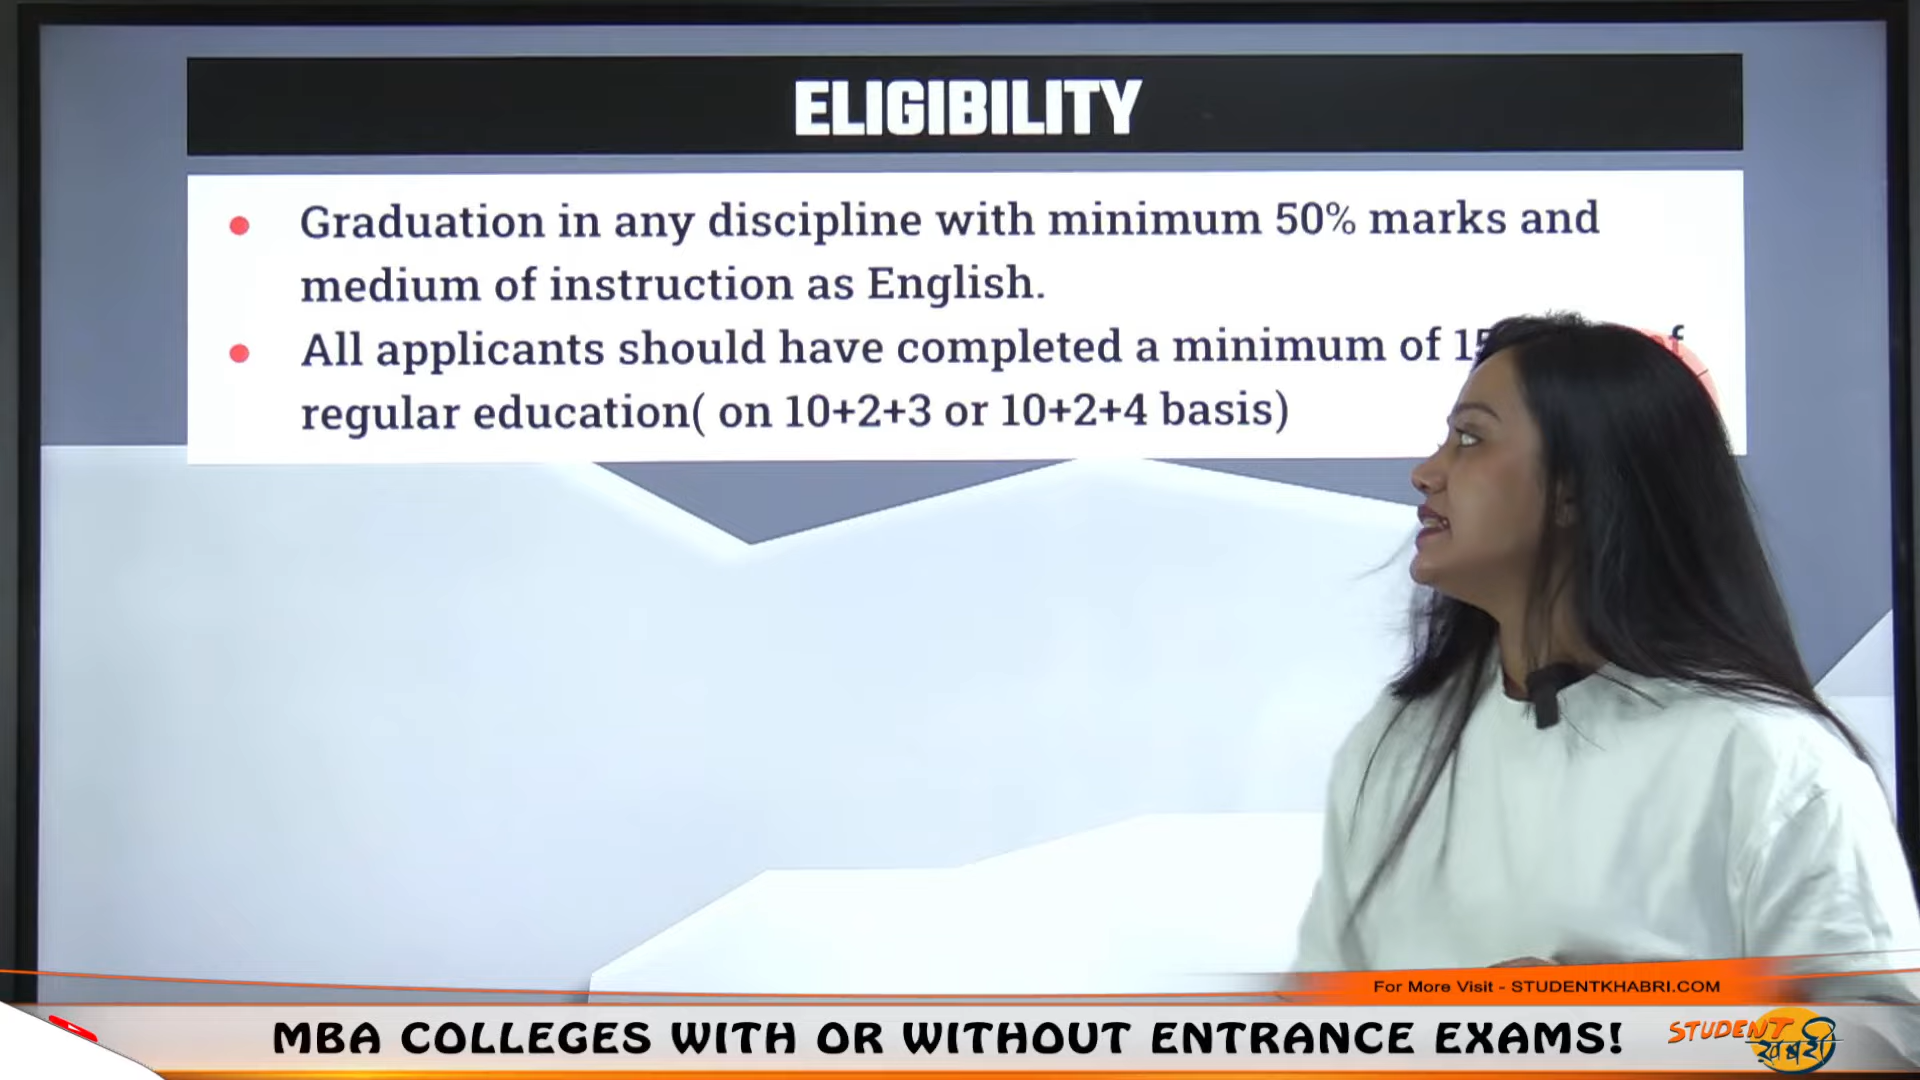 ELIGIBILITY
Graduation in any discipline with minimum 50% marks and
medium of instruction as English.
All applicants should have completed a minimum of
regular education( on 10+2+3 or 10+2+4 basis)
For More Visit - STUDENTKHABRI.COM
MBA COLLEGES WITH OR WITHOUT ENTRANCE EXAMS!
STUDENT
ख़बरी